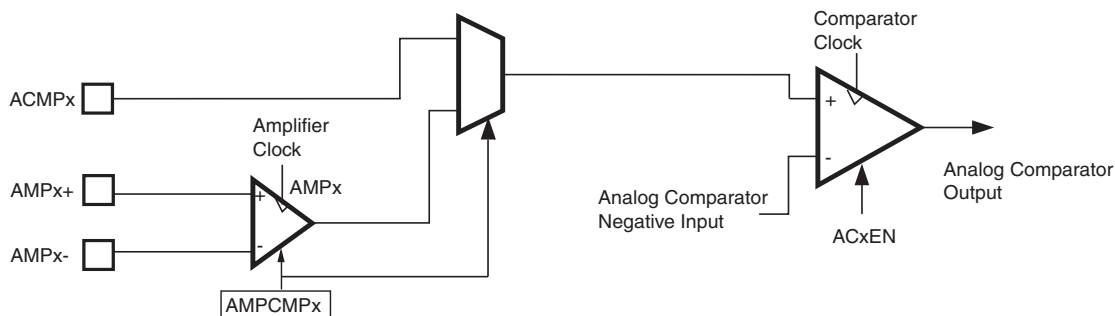 Comparator
Clock
ACMPx
+
Amplifier
Clock
-
Analog Comparator
Output
AMPx+
AMPx
+
Analog Comparator
Negative Input
ACxEN
AMPx-
-
AMPCMPx